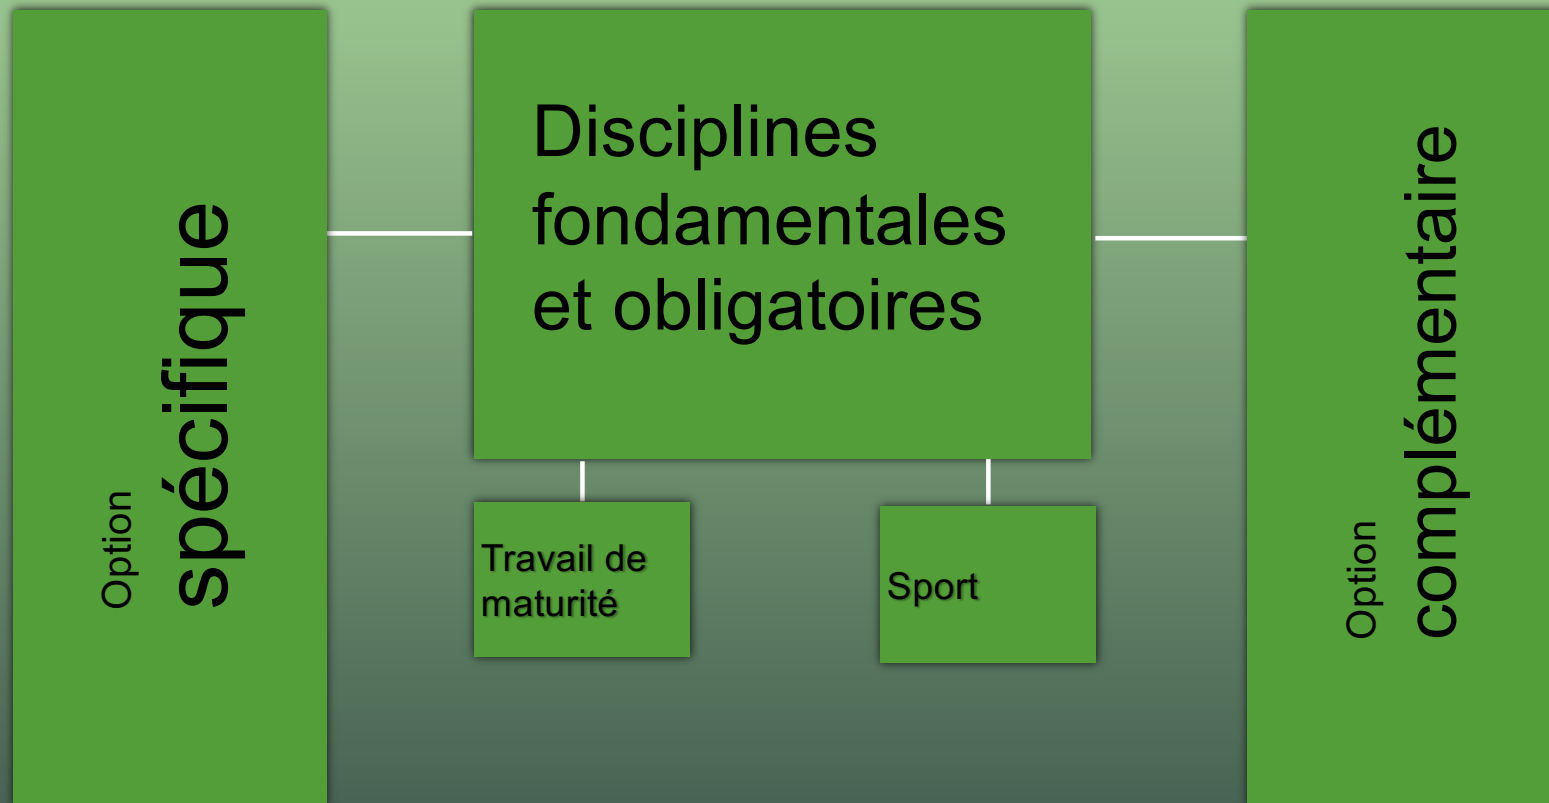 Option
spécifique
Disciplines
fondamentales
et obligatoires
Travail de
maturité
Sport
Option
complémentaire